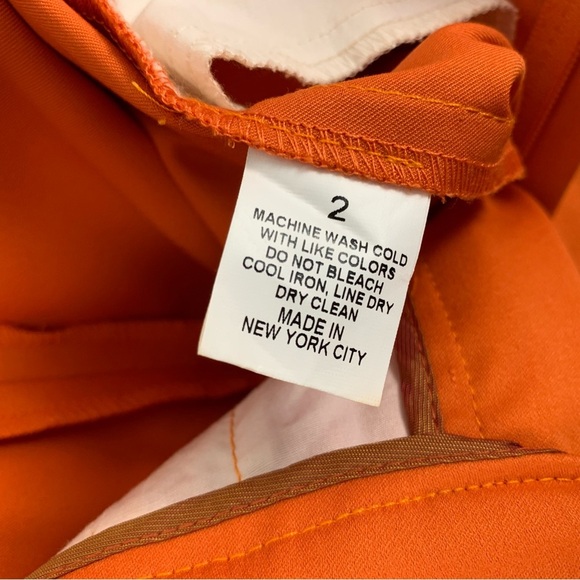 2
MACHINE WASH COLD
WITH LIKE COLORS
DO NOT BLEACH
COOL IRON, LINE DRY
DRY CLEAN
MADE IN
NEW YORK CITY